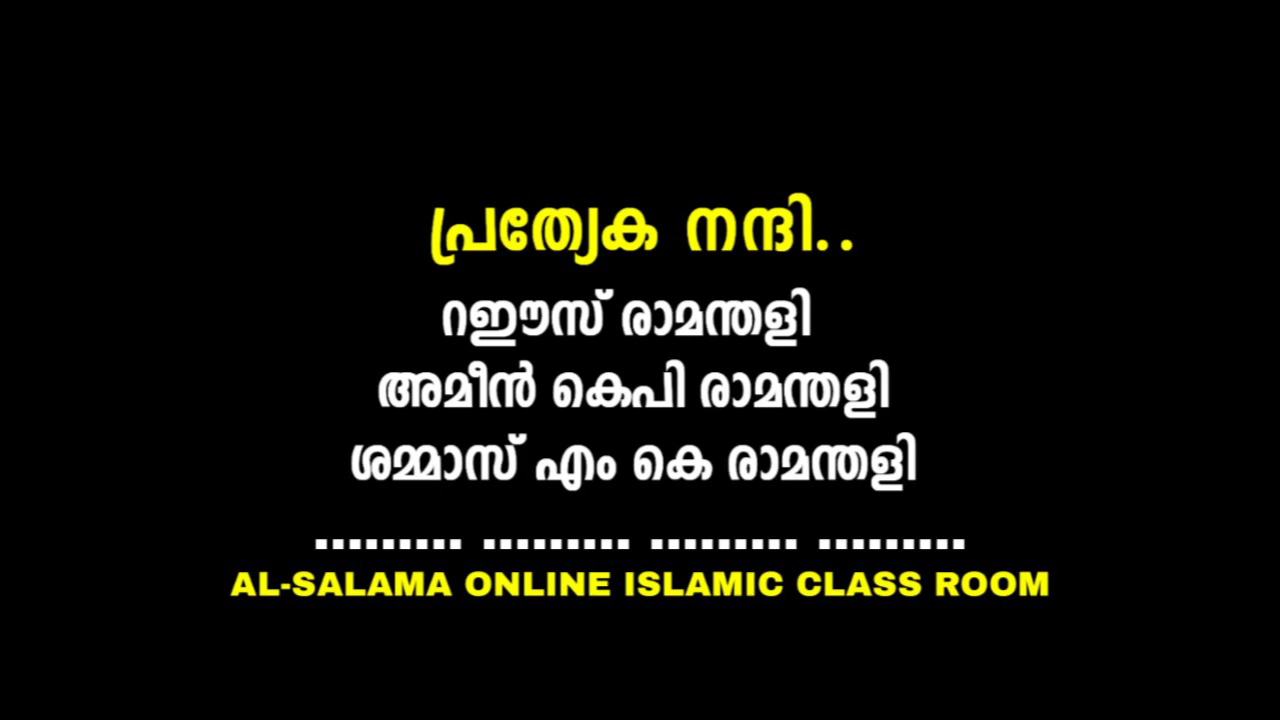 പ്രത്യേക നന്ദി..
റഈസ് രാമന്തളി
അമീൻ കെപി രാമന്തളി
ശമ്മാസ് എം കെ രാമന്തളി
......... ......... ......... .........
AL-SALAMA ONLINE ISLAMIC CLASS ROOM